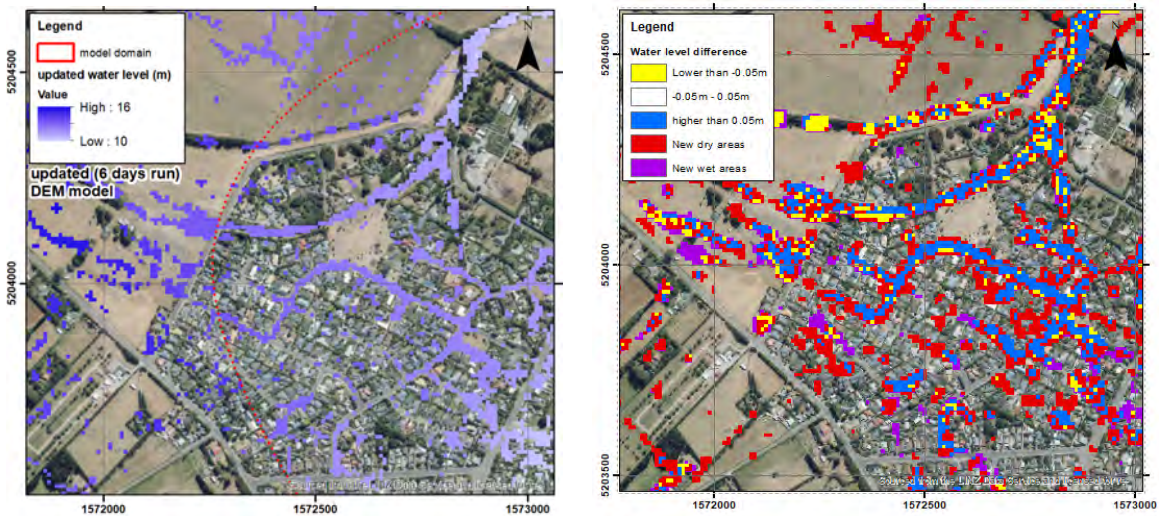 Legend
model domain
updated water level (m)
Value
High : 16
Low : 10
updated (6 days run)
DEM model
N
5204500
5204000
1572000
1572500
1573000
Legend
Water level difference
Lower than -0.05m
-0.05m - 0.05m
higher than 0.05m
New dry areas
New wet areas
N
5204500
5204000
5203500
1572000
1572500
1573000